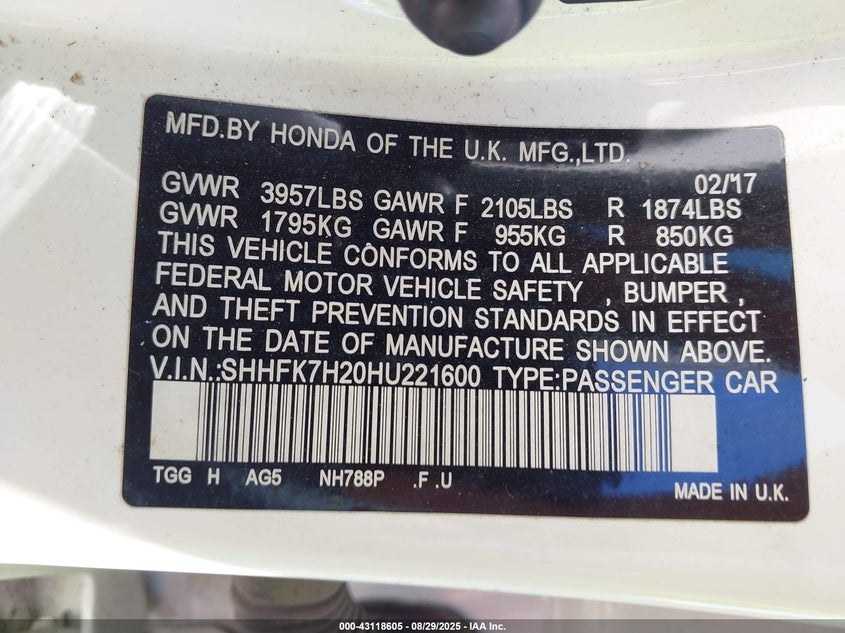 MFD.BY HONDA OF THE U.K. MFG.,LTD.
02/'17
GVWR 3957LBS GAWR F 2105LBS R 1874LBS
GVWR 1795KG GAWR F 955KG R 850KG
THIS VEHICLE CONFORMS TO ALL APPLICABLE
FEDERAL MOTOR VEHICLE SAFETY , BUMPER ,
AND THEFT PREVENTION STANDARDS IN EFFECT
ON THE DATE OF MANUFACTURE SHOWN ABOVE.
V.I.N.:SHHFK7H20HU221600 TYPE:PASSENGER CAR
TGG H AG5 NH788P .F .U
MADE IN U.K.
000-43118605 - 08/29/2025 - IAA Inc.